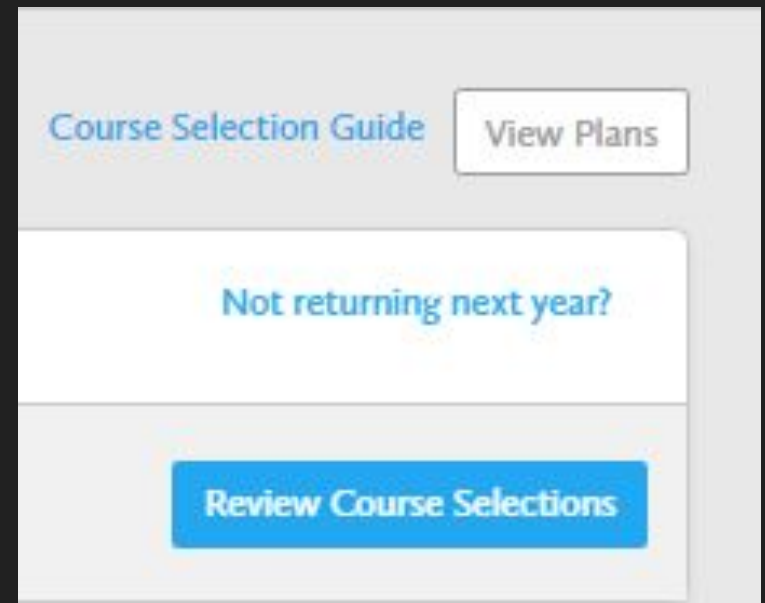 Course Selection Guide
View Plans
Not returning next year?
Review Course Selections